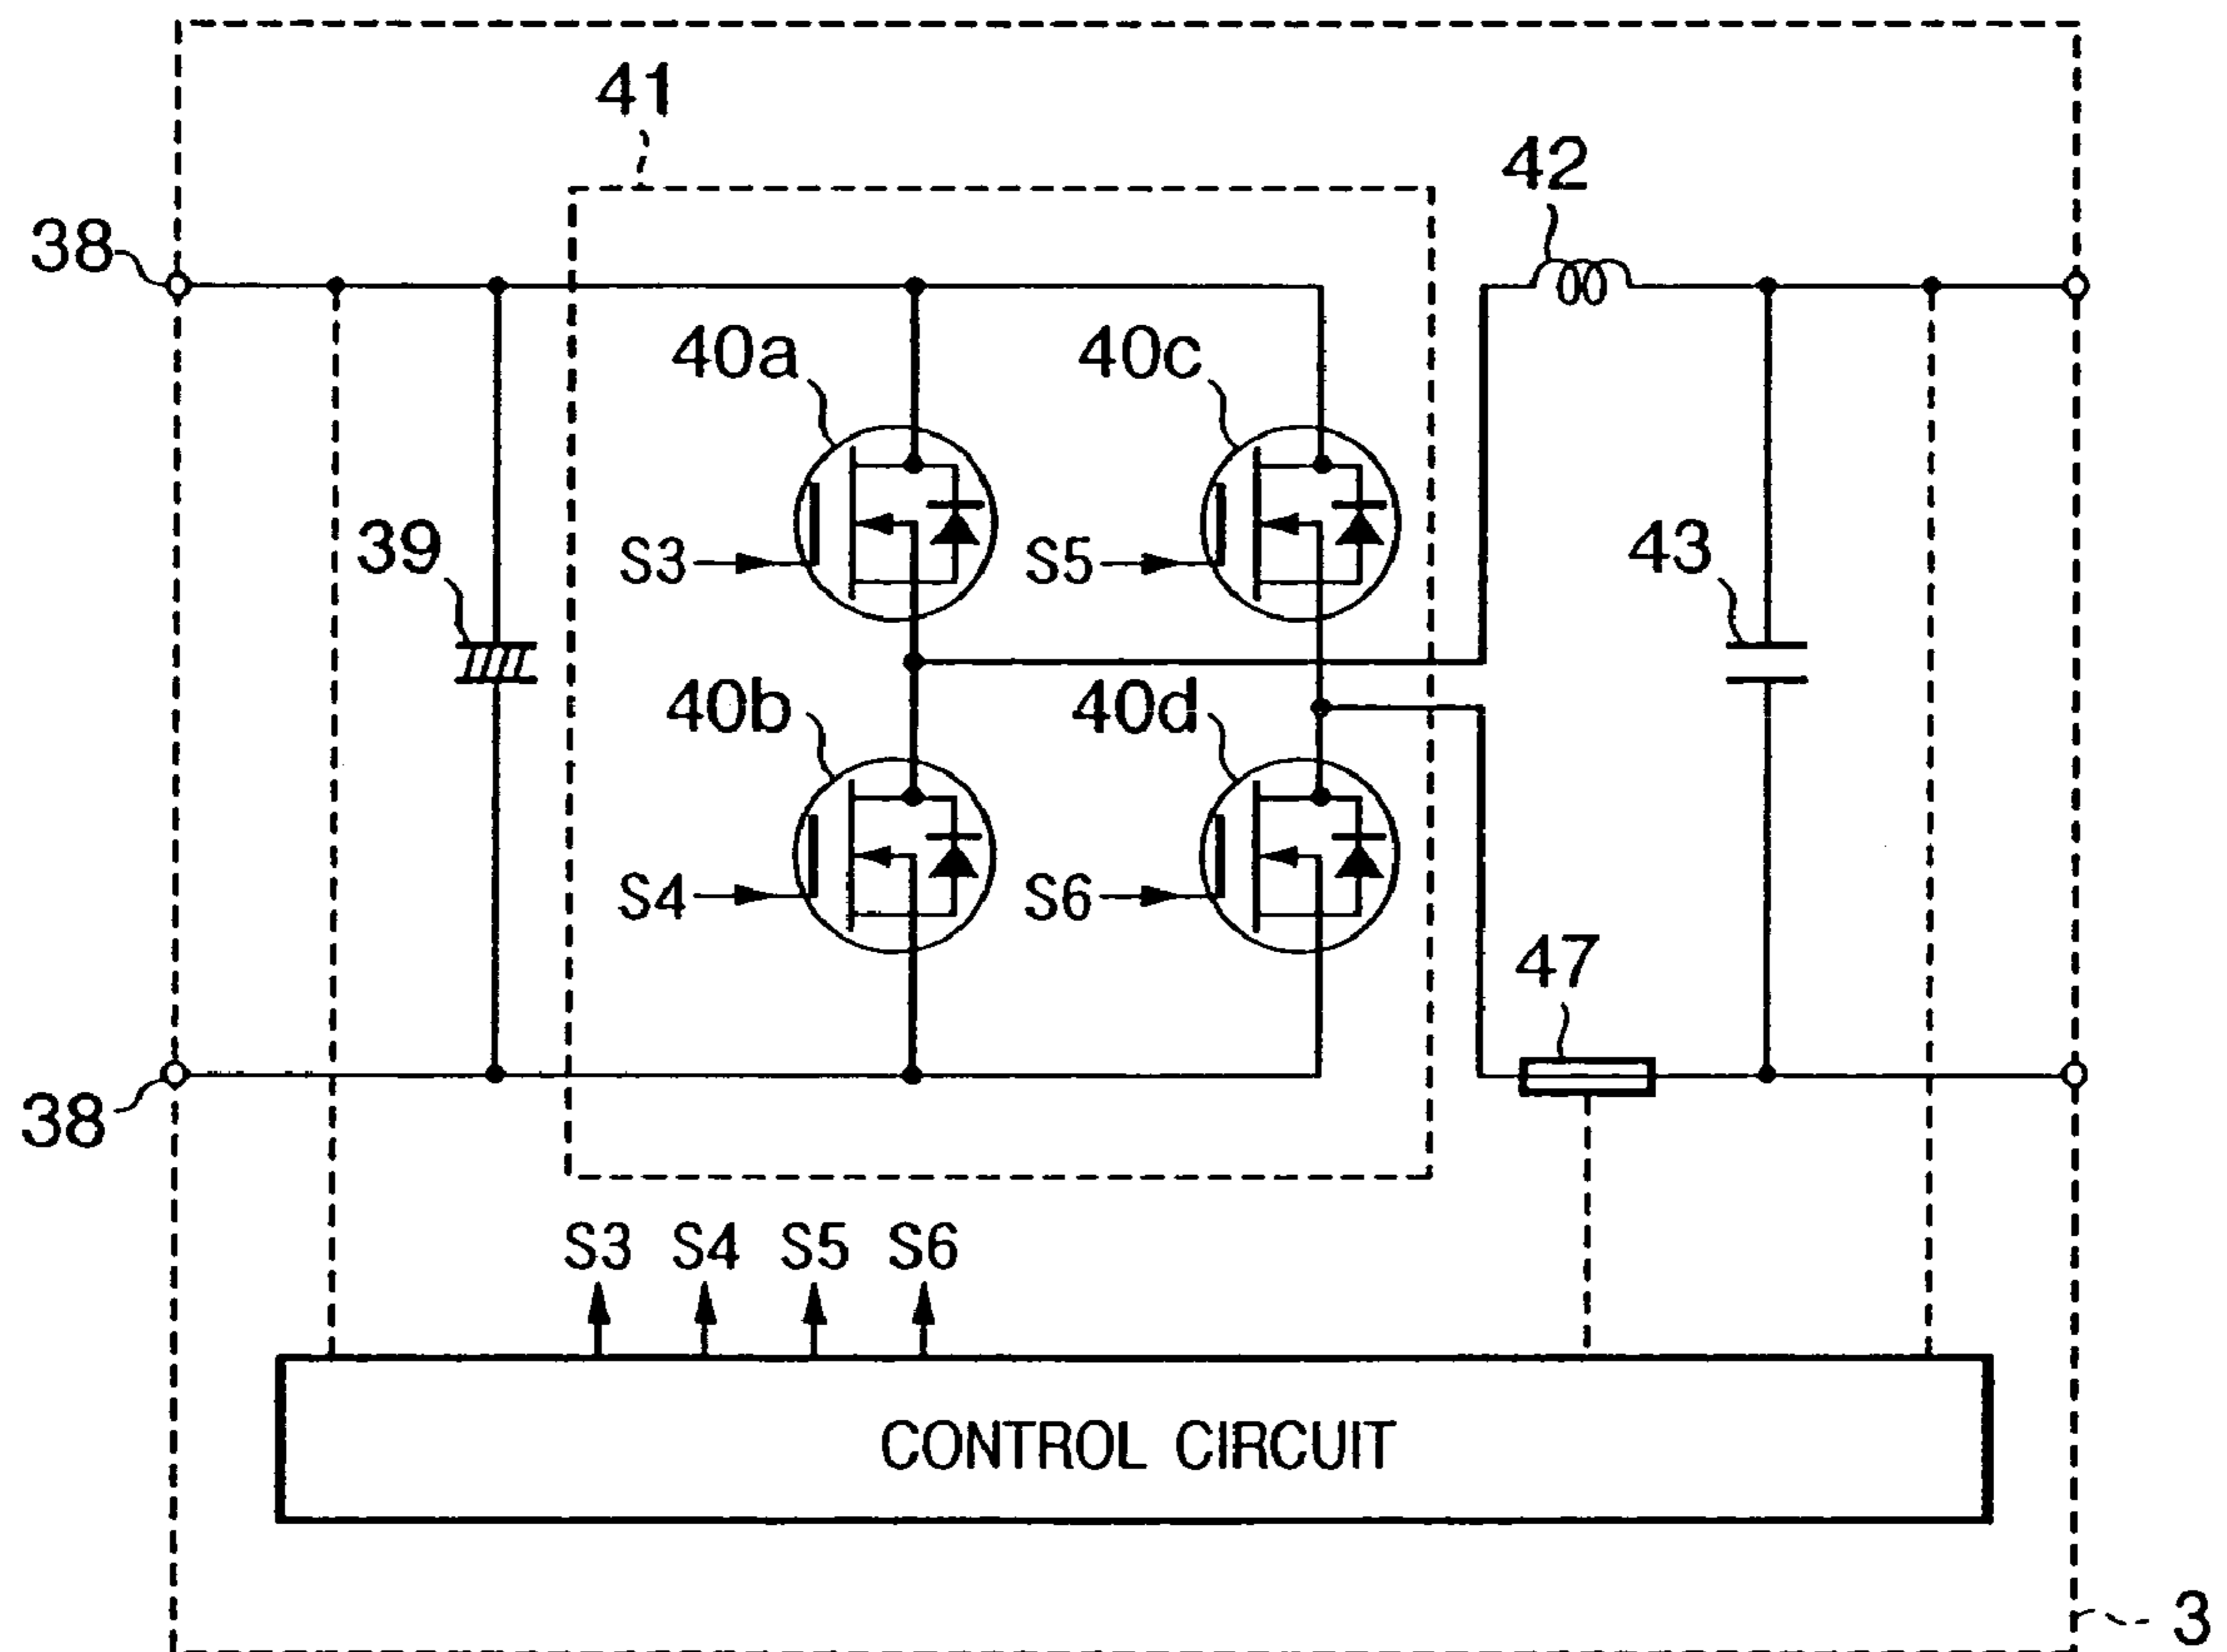 41
42
38
40a
40c
39
S3
S5
43
40b
40d
S4
S6
47
38
S3 S4 S5 S6
CONTROL CIRCUIT
3